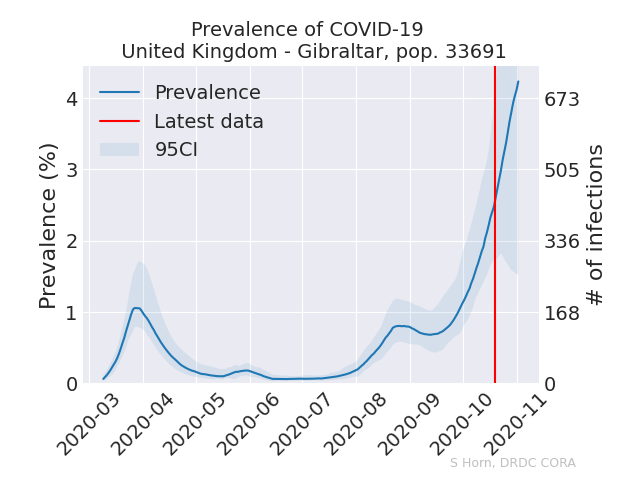 Prevalence of COVID-19
United Kingdom - Gibraltar, pop. 33691
Prevalence
Latest data
95CI
Prevalence (%)
4
3
2
1
0
673
505
336
168
0
# of infections
2020-03
2020-04
2020-05
2020-06
2020-07
2020-08
2020-09
2020-10
2020-11
S Horn, DRDC CORA